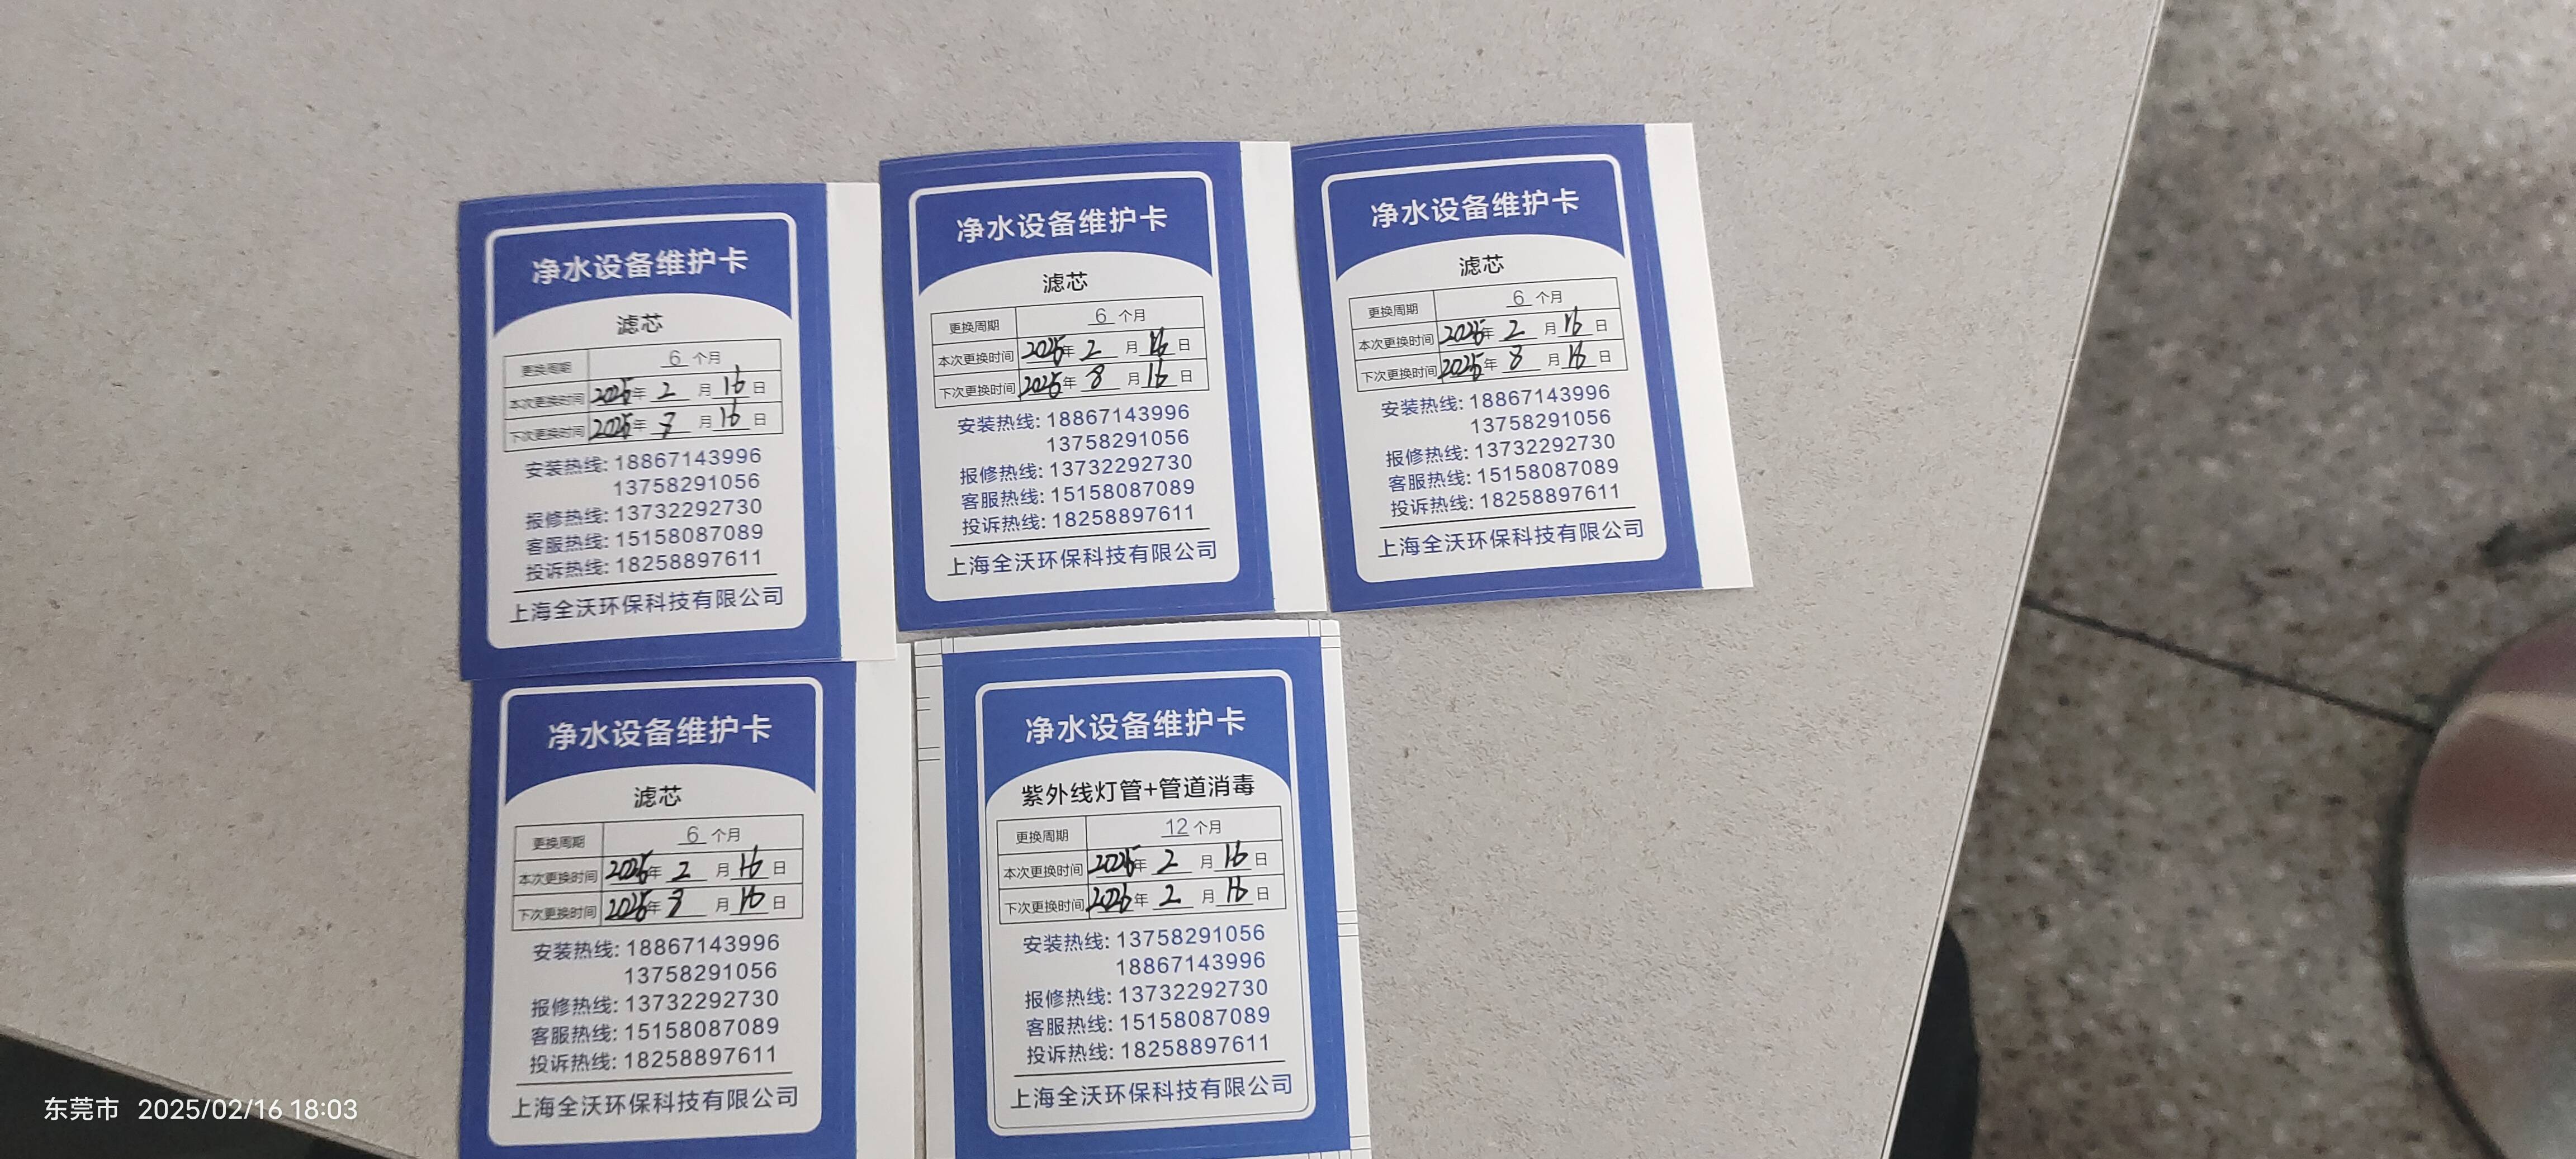 净水设备维护卡
滤芯
更换周期 6 个月
本次更换时间 2025年 2 月 16 日
下次更换时间 2025年 8 月 16 日
安装热线: 18867143996
13758291056
报修热线: 13732292730
客服热线: 15158087089
投诉热线: 18258897611
上海全沃环保科技有限公司
净水设备维护卡
滤芯
更换周期 6 个月
本次更换时间 2025年 2 月 16 日
下次更换时间 2025年 8 月 16 日
安装热线: 18867143996
13758291056
报修热线: 13732292730
客服热线: 15158087089
投诉热线: 18258897611
上海全沃环保科技有限公司
净水设备维护卡
滤芯
更换周期 6 个月
本次更换时间 2025年 2 月 16 日
下次更换时间 2025年 8 月 16 日
安装热线: 18867143996
13758291056
报修热线: 13732292730
客服热线: 15158087089
投诉热线: 18258897611
上海全沃环保科技有限公司
净水设备维护卡
滤芯
更换周期 6 个月
本次更换时间 2025年 2 月 16 日
下次更换时间 2025年 8 月 16 日
安装热线: 18867143996
13758291056
报修热线: 13732292730
客服热线: 15158087089
投诉热线: 18258897611
上海全沃环保科技有限公司
净水设备维护卡
紫外线灯管+管道消毒
更换周期 12 个月
本次更换时间 2025年 2 月 16 日
下次更换时间 2026年 2 月 16 日
安装热线: 13758291056
18867143996
报修热线: 13732292730
客服热线: 15158087089
投诉热线: 18258897611
上海全沃环保科技有限公司
东莞市 2025/02/16 18:03